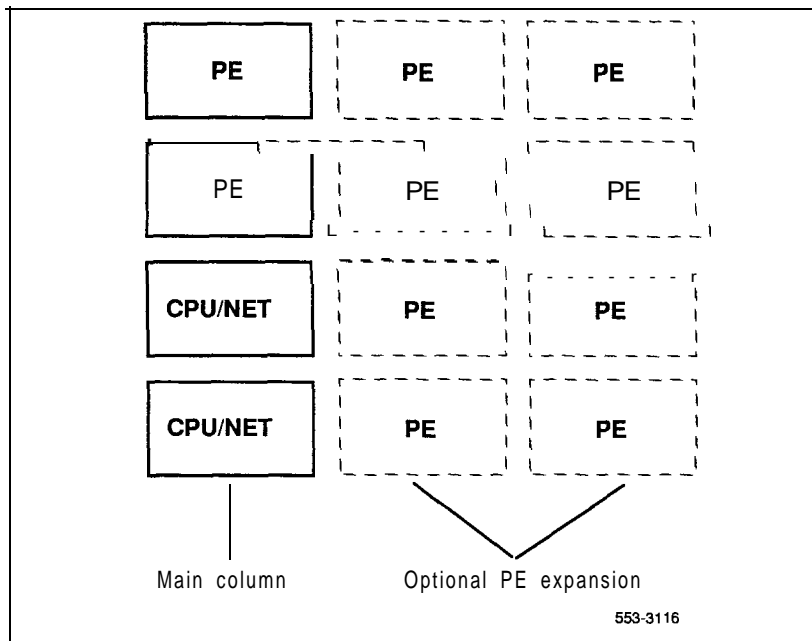 PE PE PE
PE PE PE
CPU/NET PE PE
CPU/NET PE PE
Main column Optional PE expansion
553-3116